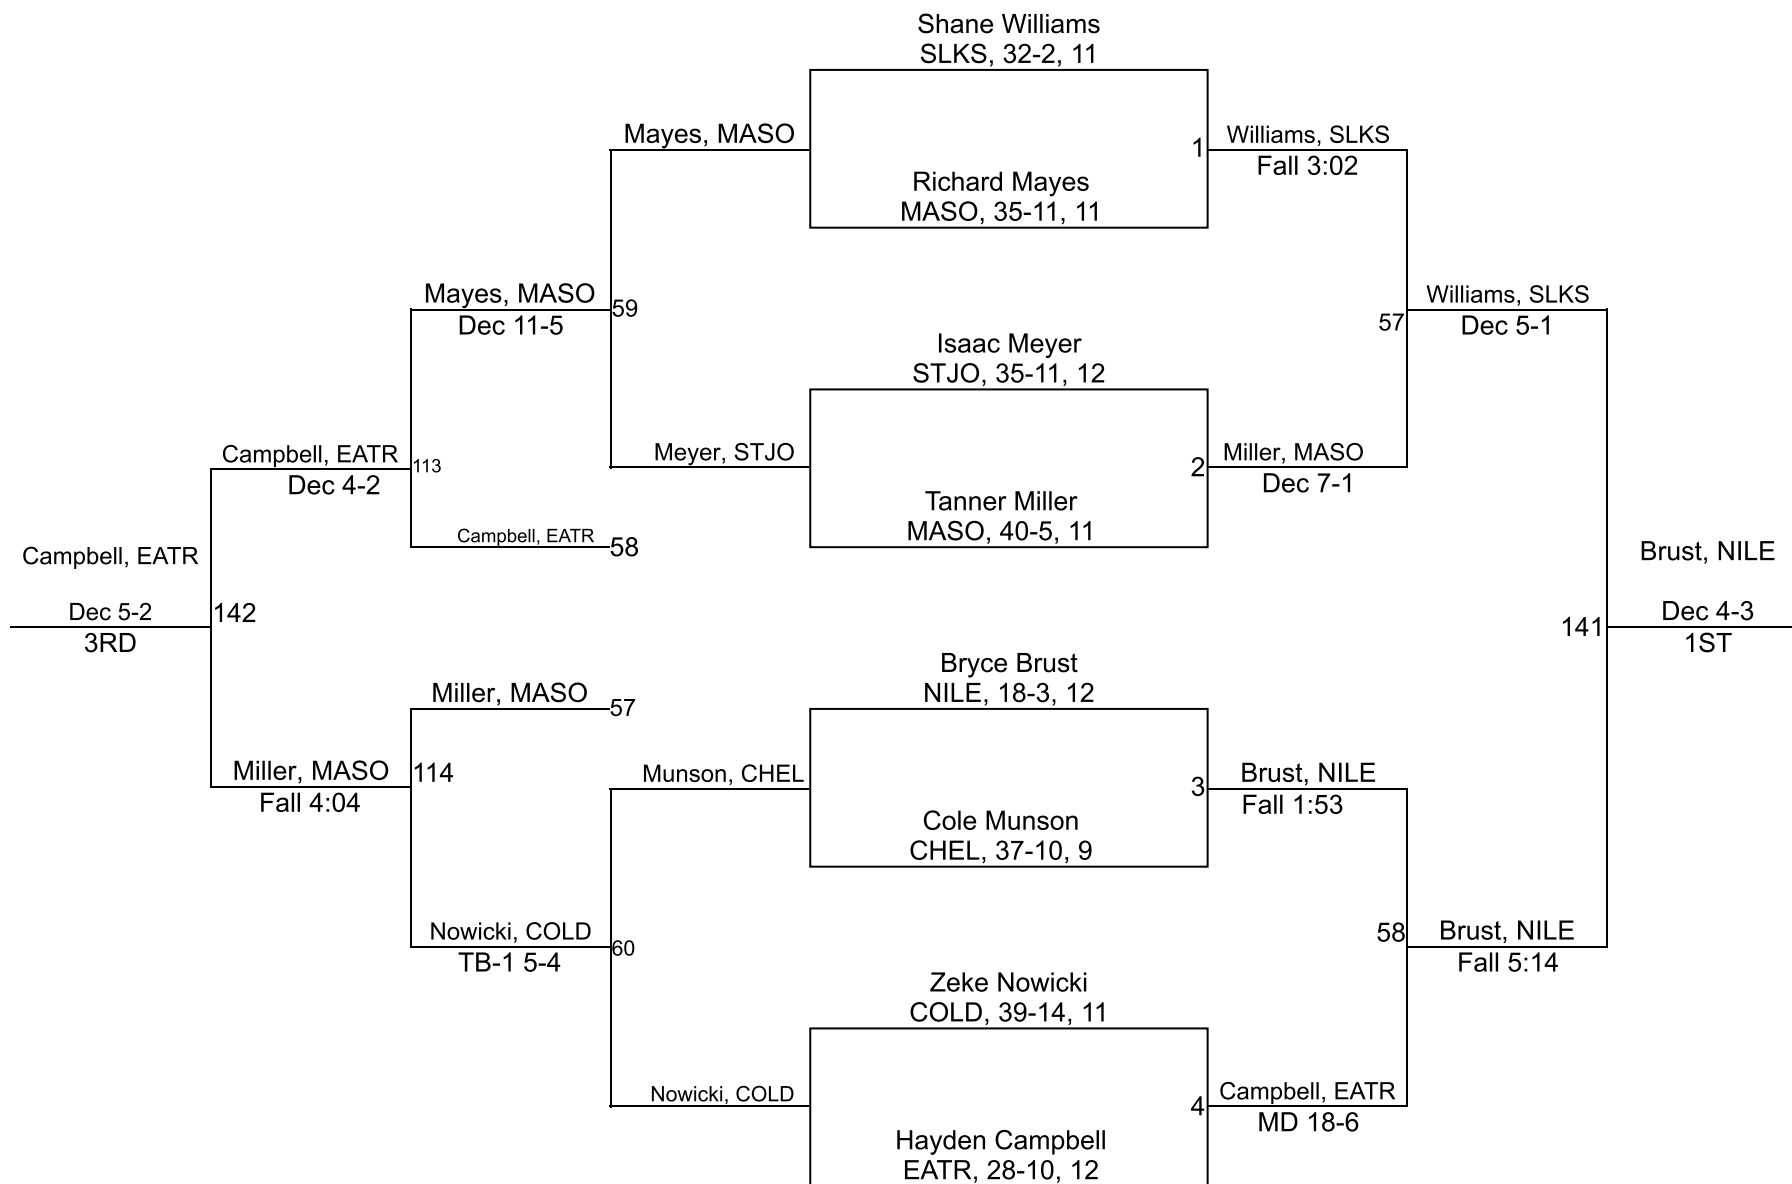 Shane Williams
SLKS, 32-2, 11
Mayes, MASO
1
Williams, SLKS
Fall 3:02
Richard Mayes
MASO, 35-11, 11
Mayes, MASO
Dec 11-5
59
57
Williams, SLKS
Dec 5-1
Isaac Meyer
STJO, 35-11, 12
Campbell, EATR
Dec 4-2
113
Meyer, STJO
2
Miller, MASO
Dec 7-1
Tanner Miller
MASO, 40-5, 11
Campbell, EATR
58
Campbell, EATR
Dec 5-2
3RD
142
141
Brust, NILE
Dec 4-3
1ST
Bryce Brust
NILE, 18-3, 12
Miller, MASO
57
Miller, MASO
Fall 4:04
114
Munson, CHEL
3
Brust, NILE
Fall 1:53
Cole Munson
CHEL, 37-10, 9
Nowicki, COLD
TB-1 5-4
60
58
Brust, NILE
Fall 5:14
Zeke Nowicki
COLD, 39-14, 11
Nowicki, COLD
4
Campbell, EATR
MD 18-6
Hayden Campbell
EATR, 28-10, 12